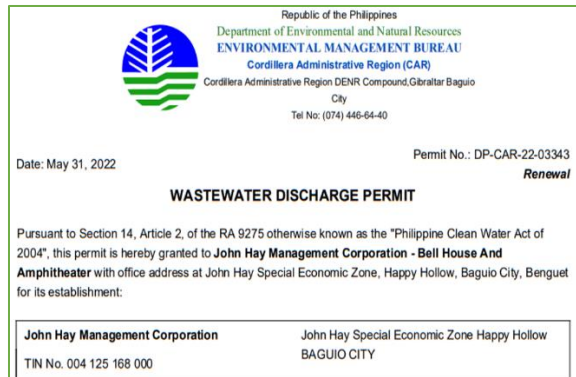 Republic of the Philippines
Department of Environmental and Natural Resources
ENVIRONMENTAL MANAGEMENT BUREAU
Cordillera Administrative Region (CAR)
Cordillera Administrative Region DENR Compound,Gibraltar Baguio
City
Tel No: (074) 446-64-40
Date: May 31, 2022
Permit No.: DP-CAR-22-03343
Renewal
WASTEWATER DISCHARGE PERMIT
Pursuant to Section 14, Article 2, of the RA 9275 otherwise known as the "Philippine Clean Water Act of
2004", this permit is hereby granted to John Hay Management Corporation - Bell House And
Amphitheater with office address at John Hay Special Economic Zone, Happy Hollow, Baguio City, Benguet
for its establishment:
John Hay Management Corporation
TIN No. 004 125 168 000
John Hay Special Economic Zone Happy Hollow
BAGUIO CITY